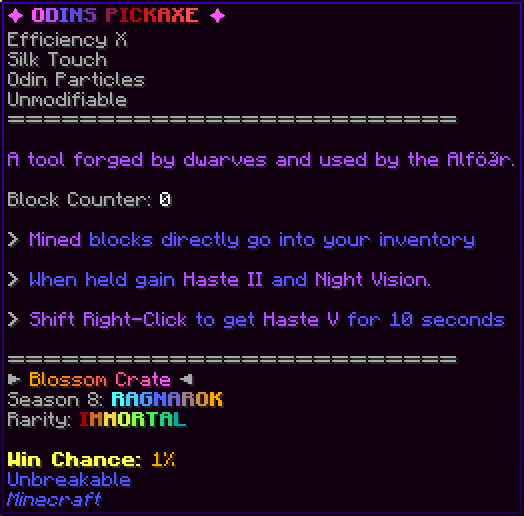 ✦ ODINS PICKAXE ✦
Efficiency X
Silk Touch
Odin Particles
Unmodifiable
==============================
A tool forged by dwarves and used by the
Block Counter: 0
> Mined blocks directly go into your inventory
> When held gain Haste II and Night Vision.
> Shift Right-Click to get Haste V for 10 seconds
==============================
► Blossom Crate ◄
Season 8: RAGNAROK
Rarity: IMMORTAL
Win Chance: 1%
Unbreakable
Minecraft